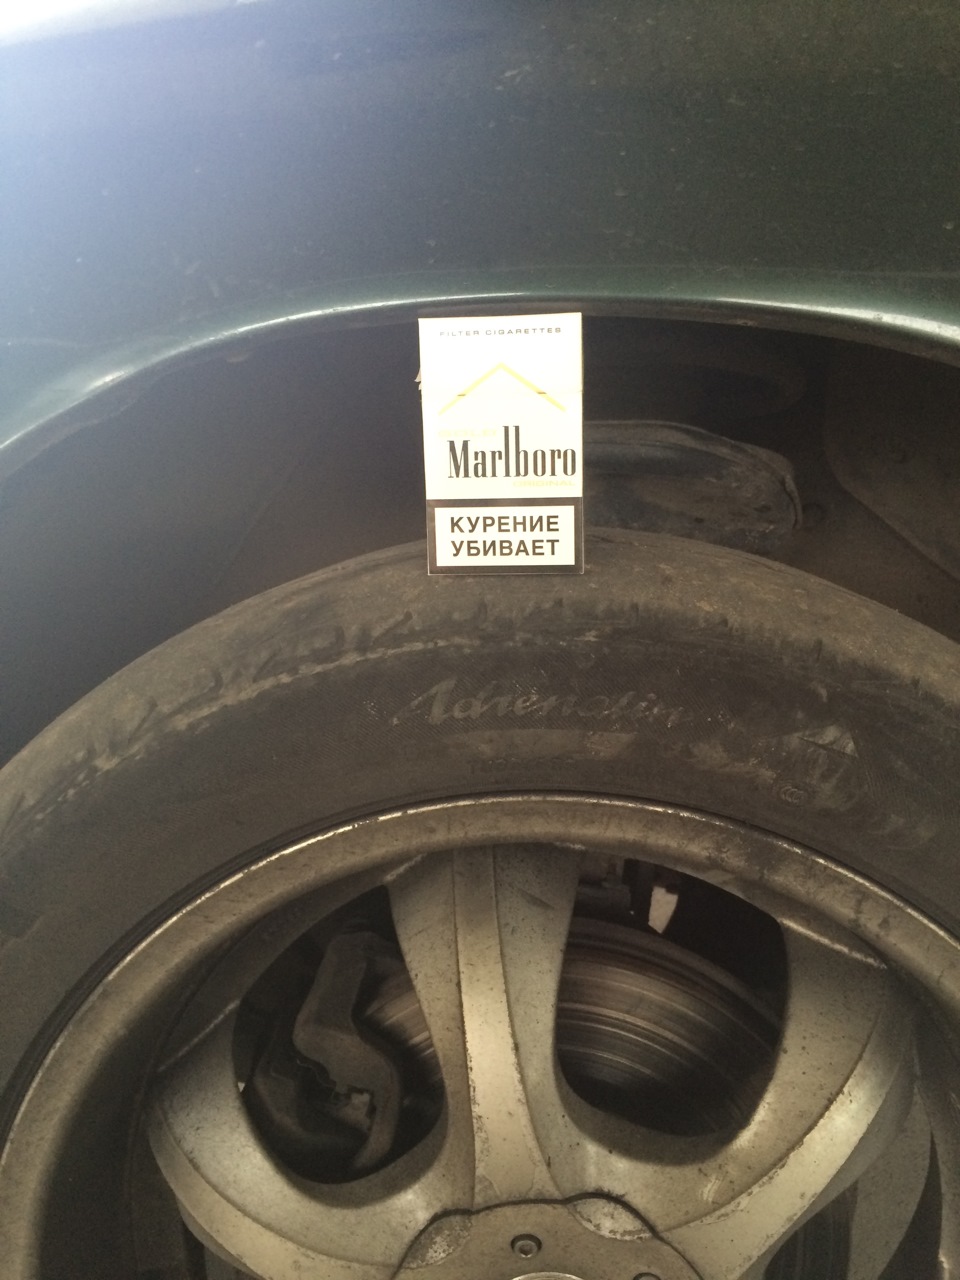 FILTER CIGARETTES
Marlboro
КУРЕНИЕ
УБИВАЕТ
Adrenalin